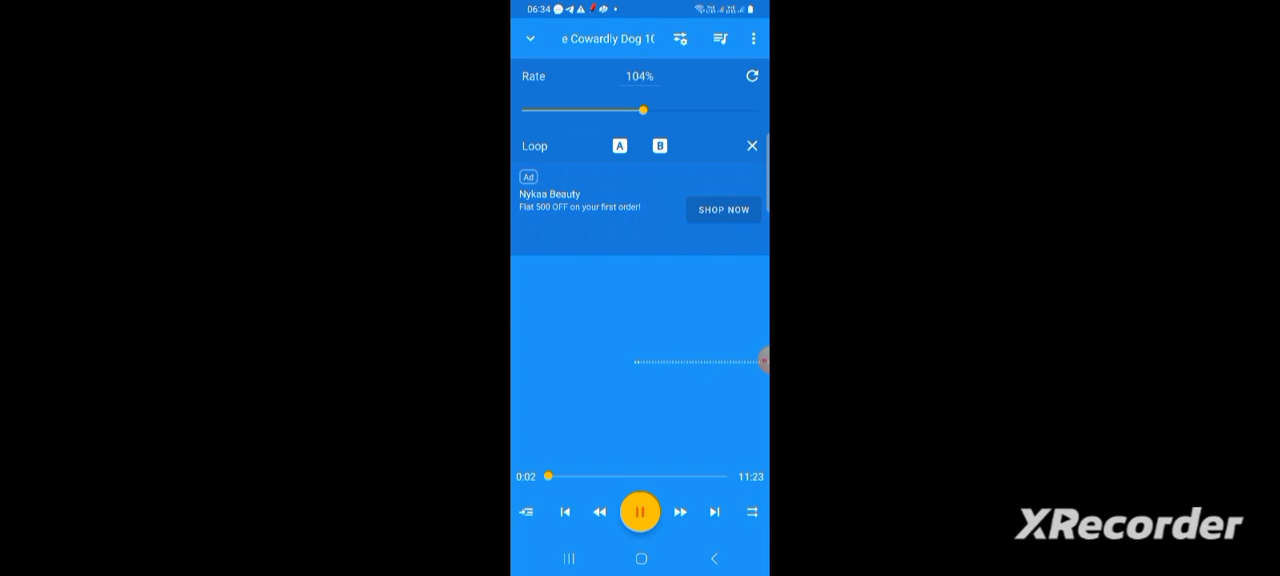 06:34
e Cowardly Dog 10
Rate 104%
Loop A B
Ad
Nykaa Beauty
Flat 500 OFF on your first order!
SHOP NOW
0:02 11:23
XRecorder